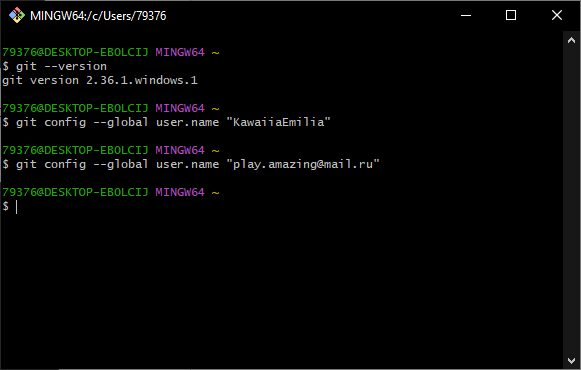 MINGW64:/c/Users/79376
79376@DESKTOP-EBOLCIJ MINGW64 ~
$ git --version
git version 2.36.1.windows.1
79376@DESKTOP-EBOLCIJ MINGW64 ~
$ git config --global user.name "KawaiiaEmilia"
79376@DESKTOP-EBOLCIJ MINGW64 ~
$ git config --global user.name "play.amazing@mail.ru"
79376@DESKTOP-EBOLCIJ MINGW64 ~
$